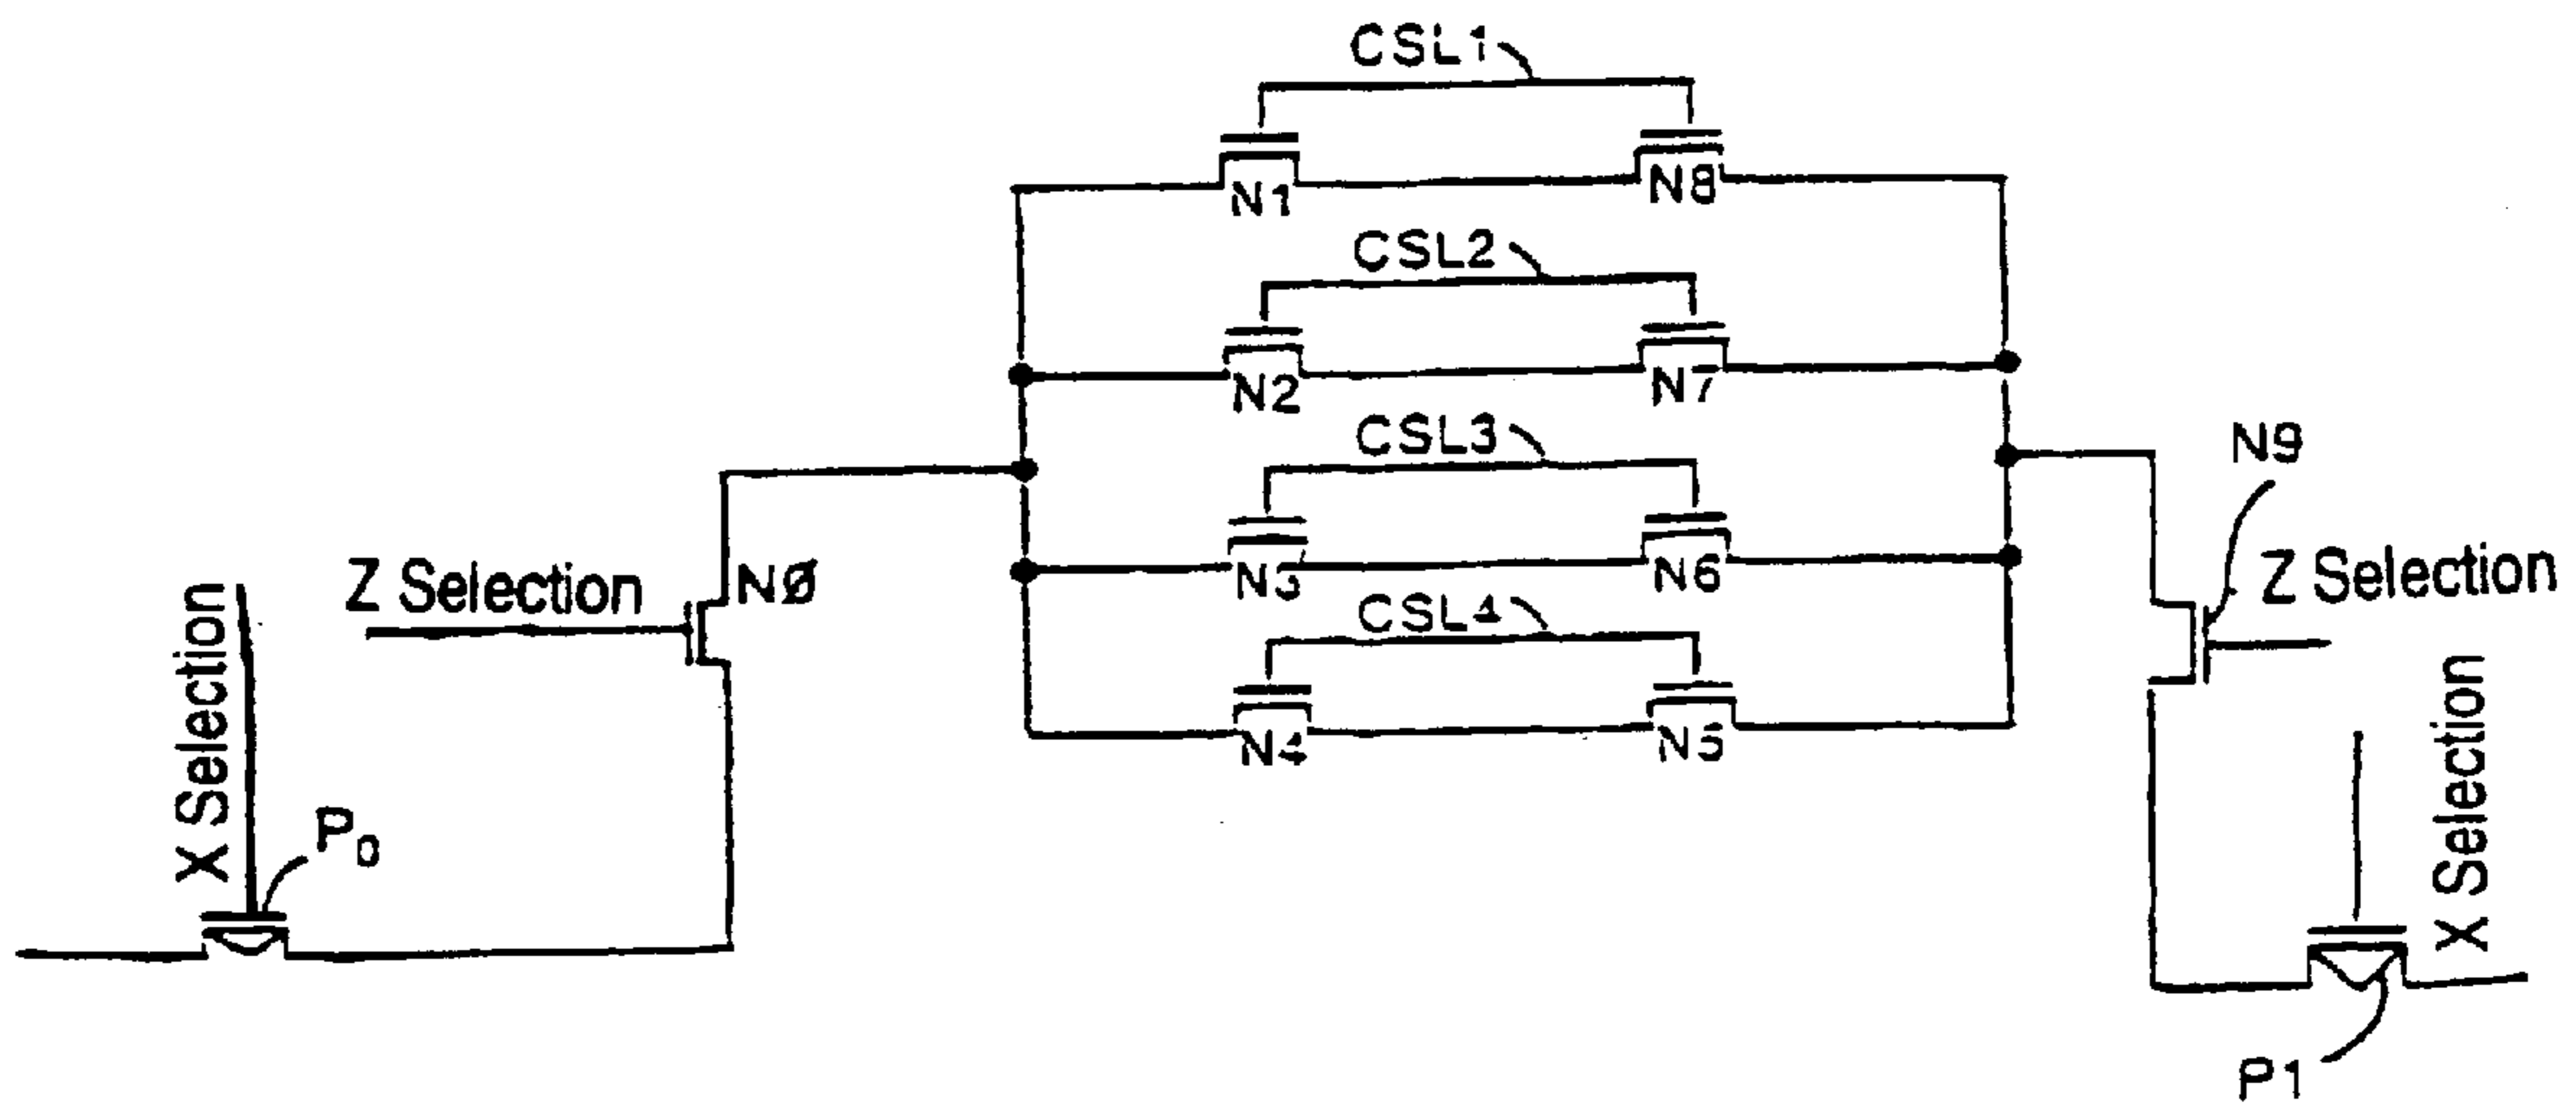 CSL1
N1
N8
CSL2
N2
N7
CSL3
N3
N6
CSL4
N4
N5
N9
Z Selection
NØ
Z Selection
X Selection
P0
X Selection
P1